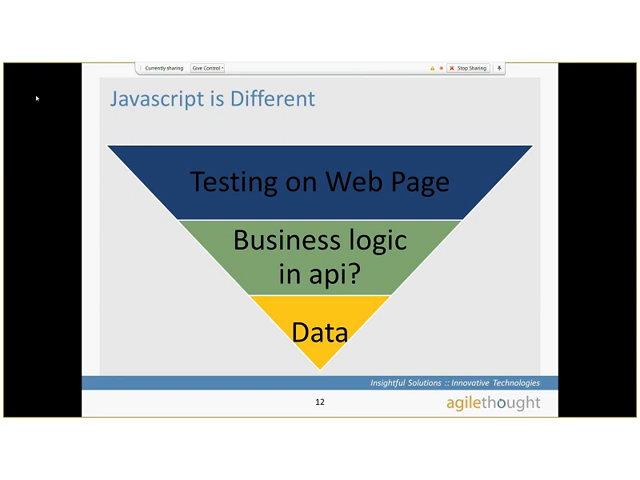 Currently sharing Give Control Stop Sharing
Javascript is Different
Testing on Web Page
Business logic
in api?
Data
Insightful Solutions :: Innovative Technologies
12
agilethought